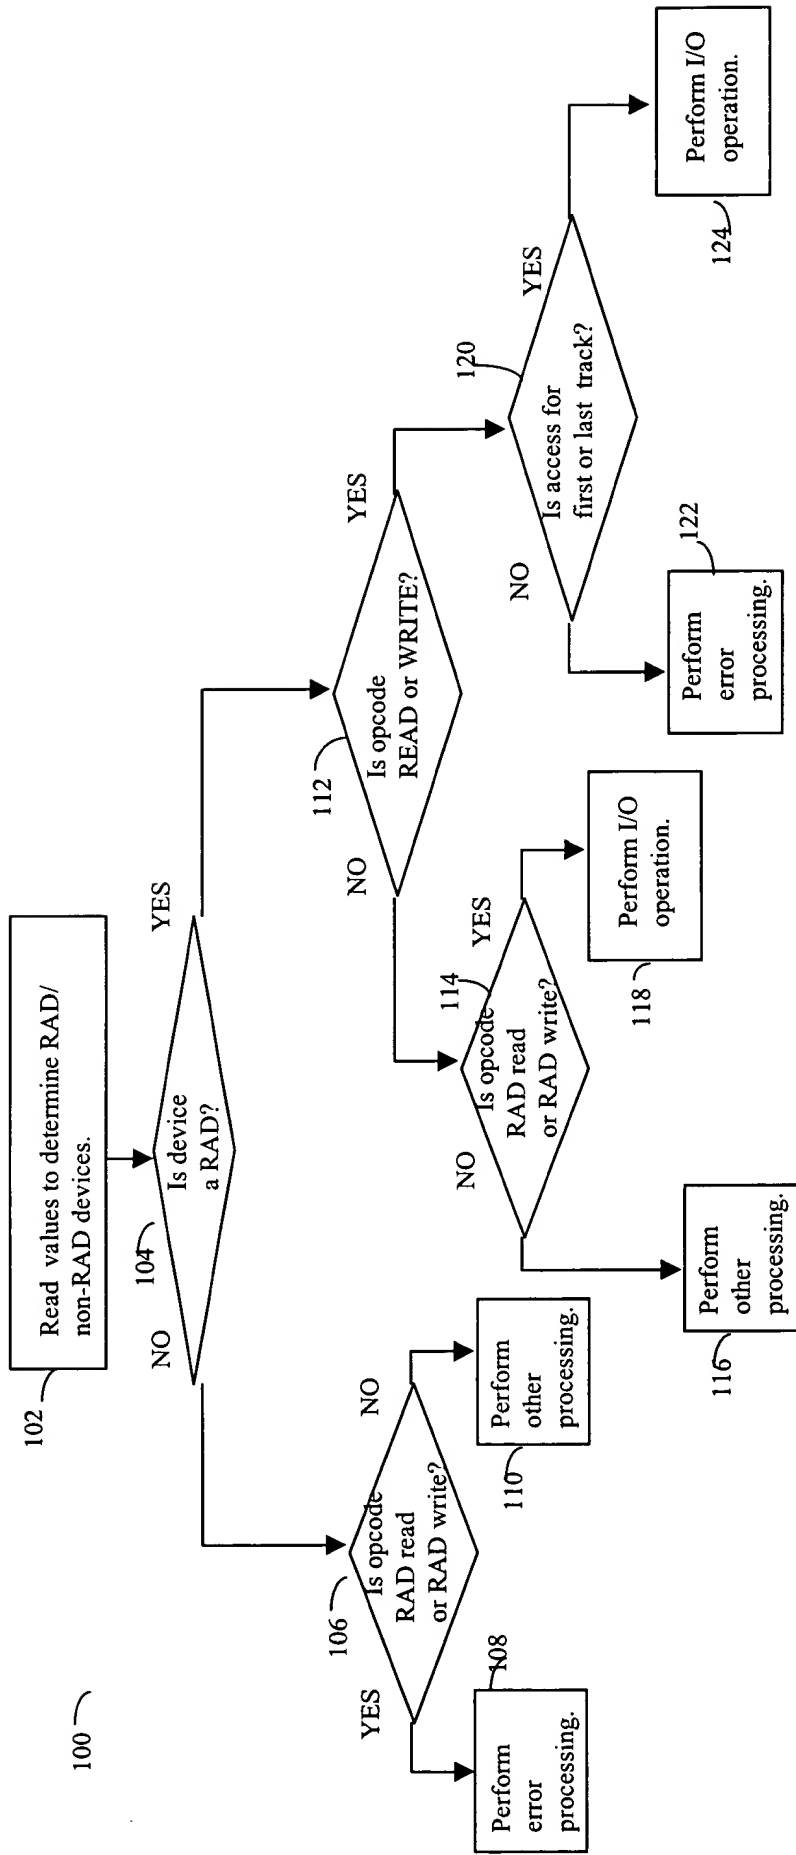 100
102
Read values to determine RAD/
non-RAD devices.
104
Is device
a RAD?
NO
YES
106
Is opcode
RAD read
or RAD write?
YES
NO
108
Perform
error
processing.
110
Perform
other
processing.
112
Is opcode
READ or WRITE?
NO
YES
114
Is opcode
RAD read
or RAD write?
NO
YES
116
Perform
other
processing.
118
Perform I/O
operation.
120
Is access for
first or last track?
NO
YES
122
Perform
error
processing.
124
Perform I/O
operation.